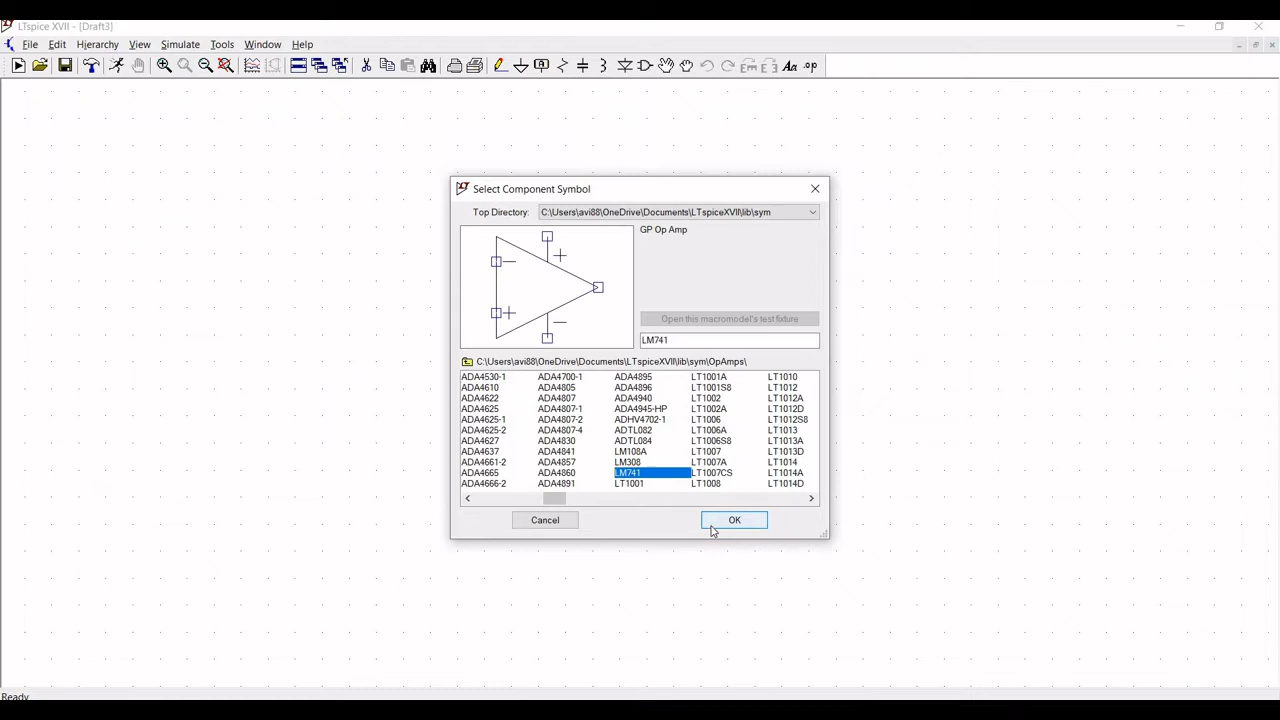 LTspice XVII - [Draft3]
File Edit Hierarchy View Simulate Tools Window Help
Aa .op
Select Component Symbol
Top Directory: C:\Users\avi88\OneDrive\Documents\LTspiceXVII\lib\sym
GP Op Amp
Open this macromodel's test fixture
LM741
C:\Users\avi88\OneDrive\Documents\LTspiceXVII\lib\sym\OpAmps\
ADA4530-1 ADA4700-1 ADA4895 LT1001A LT1010
ADA4610 ADA4805 ADA4896 LT1001S8 LT1012
ADA4622 ADA4807 ADA4940 LT1002 LT1012A
ADA4625 ADA4807-1 ADA4945-HP LT1002A LT1012D
ADA4625-1 ADA4807-2 ADHV4702-1 LT1006 LT1012S8
ADA4625-2 ADA4807-4 ADTL082 LT1006A LT1013
ADA4627 ADA4830 ADTL084 LT1006S8 LT1013A
ADA4637 ADA4841 LM108A LT1007 LT1013D
ADA4661-2 ADA4857 LM308 LT1007A LT1014
ADA4665 ADA4860 LM741 LT1007CS LT1014A
ADA4666-2 ADA4891 LT1001 LT1008 LT1014D
Cancel OK
Ready